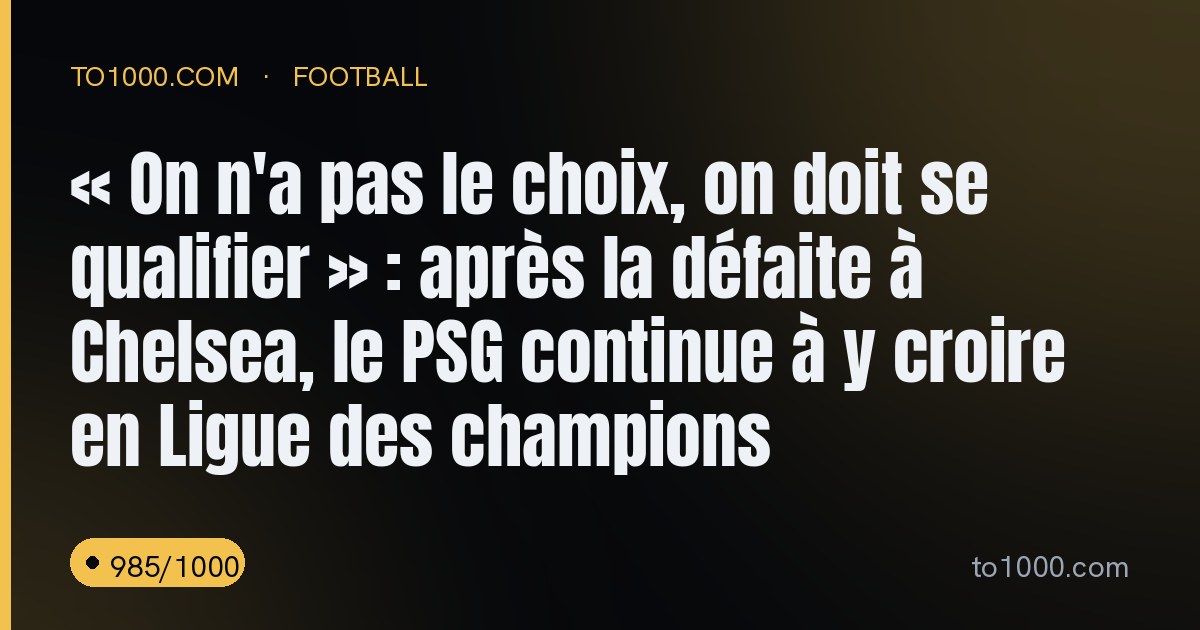 TO1000.COM · FOOTBALL
« On n'a pas le choix, on doit se
qualifier » : après la défaite à
Chelsea, le PSG continue à y croire
en Ligue des champions
985/1000
to1000.com